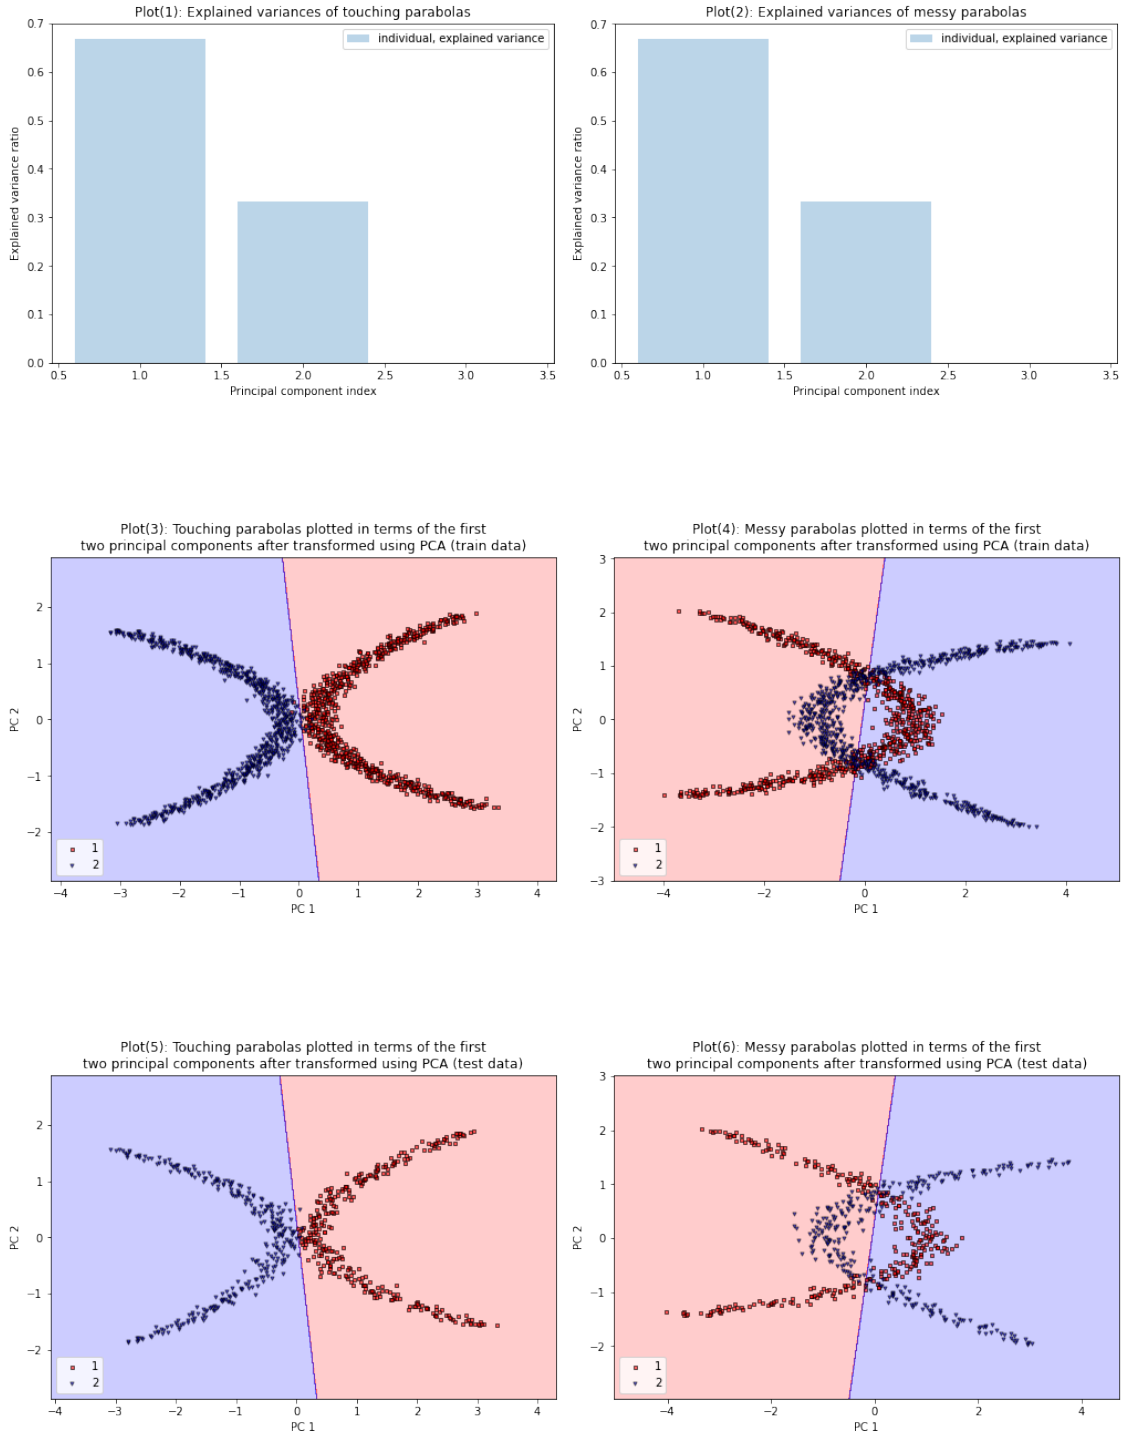 Plot(1): Explained variances of touching parabolas
0.7
0.6
0.5
0.4
0.3
0.2
0.1
0.0
Explained variance ratio
individual, explained variance
0.5 1.0 1.5 2.0 2.5 3.0 3.5
Principal component index
Plot(2): Explained variances of messy parabolas
0.7
0.6
0.5
0.4
0.3
0.2
0.1
0.0
Explained variance ratio
individual, explained variance
0.5 1.0 1.5 2.0 2.5 3.0 3.5
Principal component index
Plot(3): Touching parabolas plotted in terms of the first
two principal components after transformed using PCA (train data)
2
1
0
−1
−2
PC 2
1
2
−4 −3 −2 −1 0 1 2 3 4
PC 1
Plot(4): Messy parabolas plotted in terms of the first
two principal components after transformed using PCA (train data)
3
2
1
0
−1
−2
−3
PC 2
1
2
−4 −2 0 2 4
PC 1
Plot(5): Touching parabolas plotted in terms of the first
two principal components after transformed using PCA (test data)
2
1
0
−1
−2
PC 2
1
2
−4 −3 −2 −1 0 1 2 3 4
PC 1
Plot(6): Messy parabolas plotted in terms of the first
two principal components after transformed using PCA (test data)
3
2
1
0
−1
−2
PC 2
1
2
−4 −2 0 2 4
PC 1